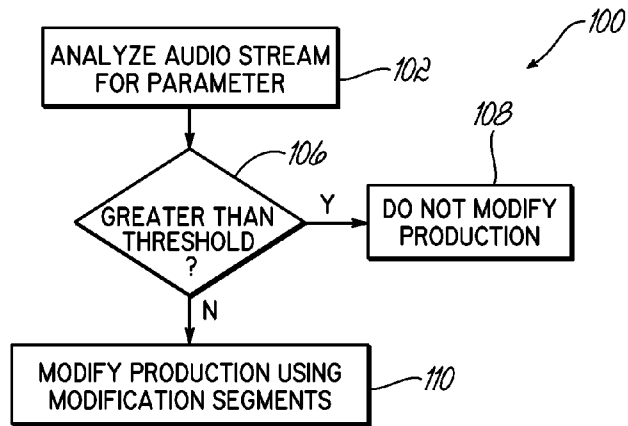 ANALYZE AUDIO STREAM
FOR PARAMETER
102
100
106
108
GREATER THAN
THRESHOLD
?
Y
DO NOT MODIFY
PRODUCTION
N
MODIFY PRODUCTION USING
MODIFICATION SEGMENTS
110